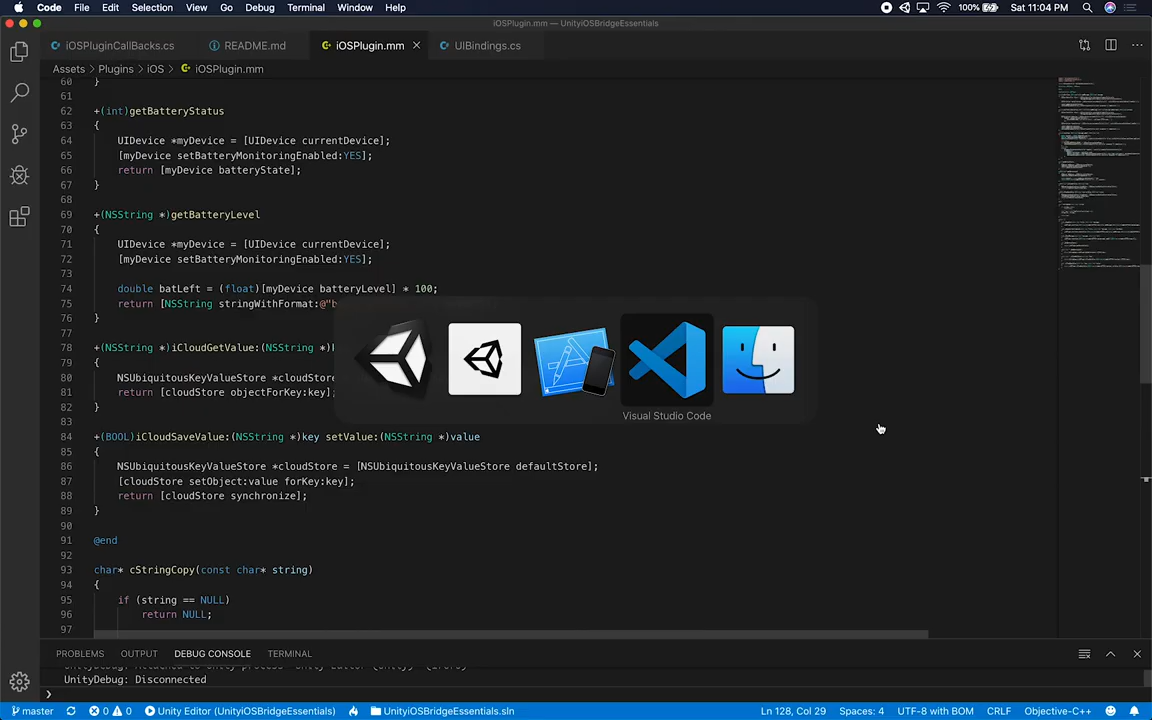 Code File Edit Selection View Go Debug Terminal Window Help 100% Sat 11:04 PM
iOSPlugin.mm — UnityiOSBridgeEssentials
iOSPluginCallBacks.cs README.md iOSPlugin.mm UIBindings.cs
Assets > Plugins > iOS > iOSPlugin.mm
60 }
61
62 +(int)getBatteryStatus
63 {
64 UIDevice *myDevice = [UIDevice currentDevice];
65 [myDevice setBatteryMonitoringEnabled:YES];
66 return [myDevice batteryState];
67 }
68
69 +(NSString *)getBatteryLevel
70 {
71 UIDevice *myDevice = [UIDevice currentDevice];
72 [myDevice setBatteryMonitoringEnabled:YES];
73
74 double batLeft = (float)[myDevice batteryLevel] * 100;
75 return [NSString stringWithFormat:@"b
76 }
77
78 +(NSString *)iCloudGetValue:(NSString *)k
79 {
80 NSUbiquitousKeyValueStore *cloudStore
81 return [cloudStore objectForKey:key];
82 }
83
84 +(BOOL)iCloudSaveValue:(NSString *)key setValue:(NSString *)value
85 {
86 NSUbiquitousKeyValueStore *cloudStore = [NSUbiquitousKeyValueStore defaultStore];
87 [cloudStore setObject:value forKey:key];
88 return [cloudStore synchronize];
89 }
90
91 @end
92
93 char* cStringCopy(const char* string)
94 {
95 if (string == NULL)
96 return NULL;
97
Visual Studio Code
PROBLEMS OUTPUT DEBUG CONSOLE TERMINAL
UnityDebug: Disconnected
master 0 0 Unity Editor (UnityiOSBridgeEssentials) UnityiOSBridgeEssentials.sln Ln 128, Col 29 Spaces: 4 UTF-8 with BOM CRLF Objective-C++